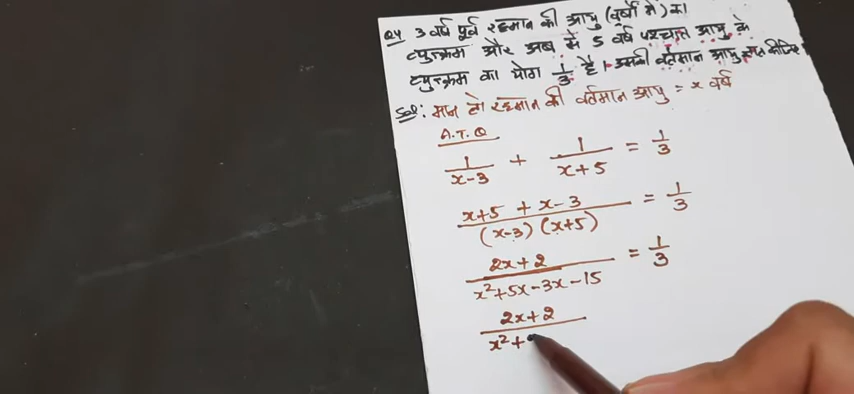 Q4 3 वर्ष पूर्व रहमान की आयु (वर्षों में) का
व्युत्क्रम और अब से 5 वर्ष पश्चात आयु के
व्युत्क्रम का योग 1/3 है। उसकी वर्तमान आयु ज्ञात कीजिए
Sol: मान लो रहमान की वर्तमान आयु = x वर्ष
A.T.Q
1/(x-3) + 1/(x+5) = 1/3
(x+5+x-3)/((x-3)(x+5)) = 1/3
(2x+2)/(x²+5x-3x-15) = 1/3
2x+2
x²+